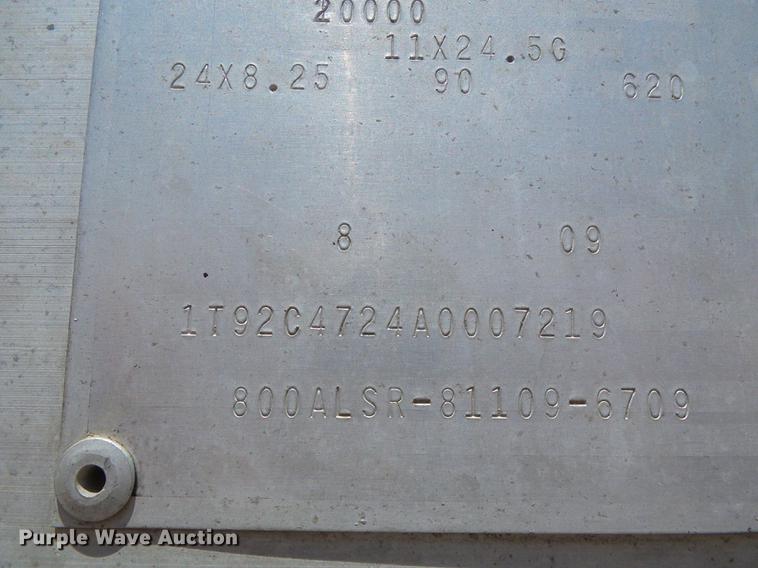 20000
11X24.5G
24X8.25 90 620
8 09
1T92C4724A0007219
800ALSR-81109-6709
Purple Wave Auction